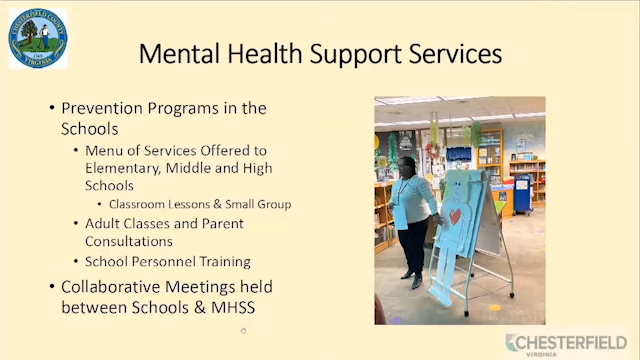 CHESTERFIELD COUNTY
1749
VIRGINIA
Mental Health Support Services
• Prevention Programs in the
Schools
• Menu of Services Offered to
Elementary, Middle and High
Schools
• Classroom Lessons & Small Group
• Adult Classes and Parent
Consultations
• School Personnel Training
• Collaborative Meetings held
between Schools & MHSS
CHESTERFIELD
VIRGINIA